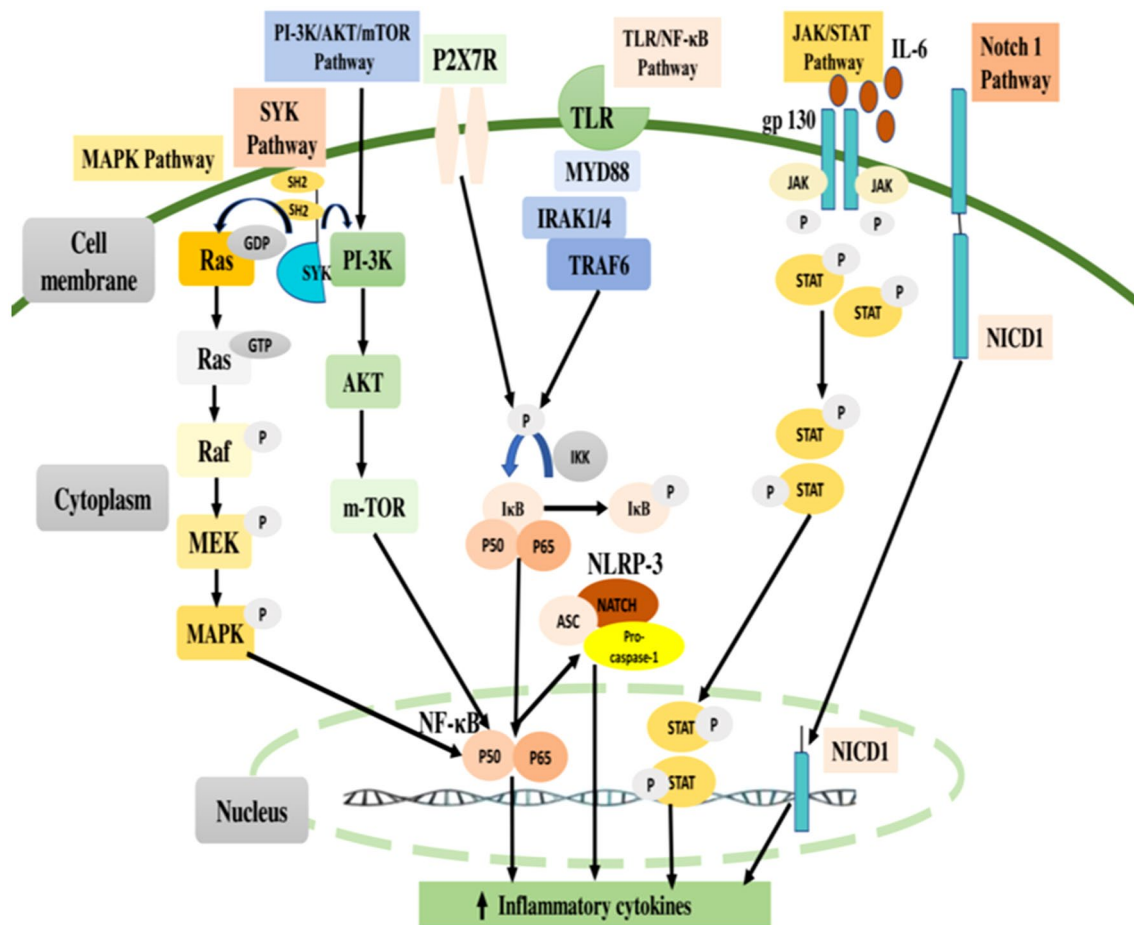 PI-3K/AKT/mTOR
Pathway
P2X7R
TLR/NF-κB
Pathway
JAK/STAT
Pathway
IL-6
Notch 1
Pathway
SYK
Pathway
MAPK Pathway
TLR
gp 130
MYD88
SH2
SH2
JAK
JAK
P
P
IRAK1/4
TRAF6
Cell
membrane
Ras
GDP
SYK
PI-3K
STAT
P
STAT
P
NICD1
Ras
GTP
AKT
P
IKK
STAT
P
STAT
P
Raf
P
Cytoplasm
m-TOR
IκB
P50
P65
IκB
P
MEK
P
NLRP-3
NATCH
ASC
Pro-
caspase-1
MAPK
P
NF-κB
P50
P65
STAT
P
P
STAT
NICD1
Nucleus
Inflammatory cytokines